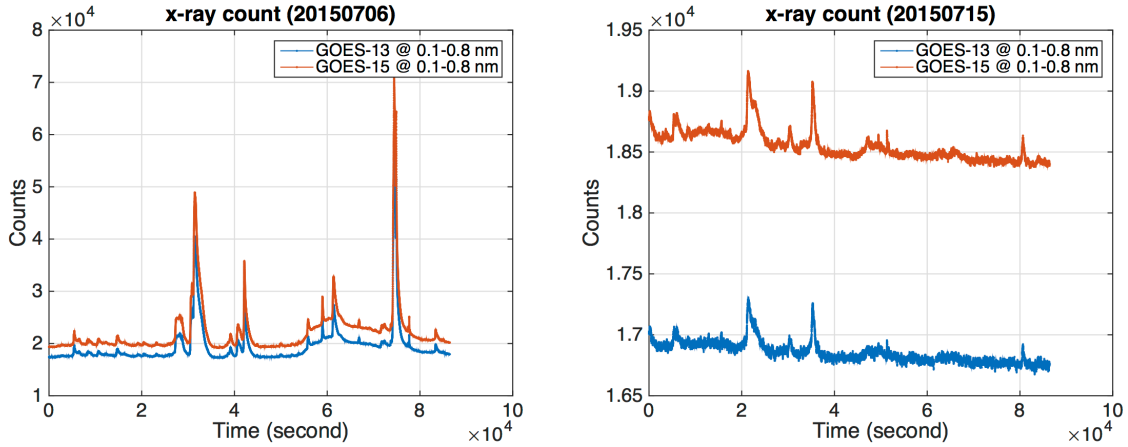 x-ray count (20150706)
×10⁴
GOES-13 @ 0.1-0.8 nm
GOES-15 @ 0.1-0.8 nm
8
7
6
5
4
3
2
1
Counts
0 2 4 6 8 10
Time (second)
×10⁴
x-ray count (20150715)
×10⁴
GOES-13 @ 0.1-0.8 nm
GOES-15 @ 0.1-0.8 nm
1.95
1.9
1.85
1.8
1.75
1.7
1.65
Counts
0 2 4 6 8 10
Time (second)
×10⁴